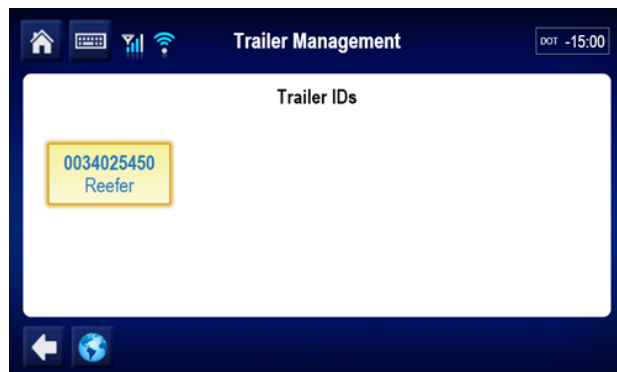 Trailer Management
DOT -15:00
Trailer IDs
0034025450
Reefer